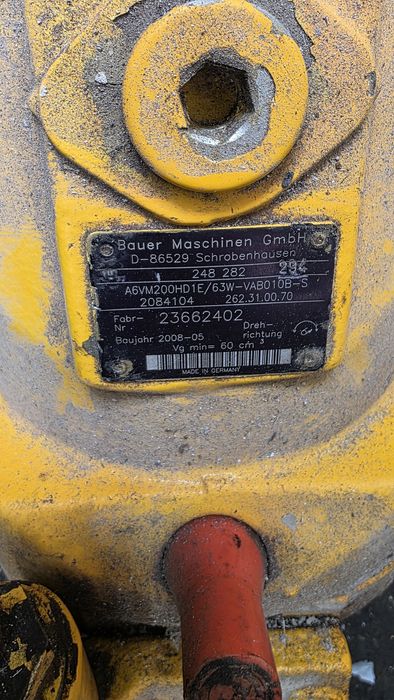 Bauer Maschinen GmbH
D-86529 Schrobenhausen
248 282 294
A6VM200HD1E/63W-VAB010B-S
2084104 262.31.00.70
Fabr-Nr 23662402 Dreh-richtung
Baujahr 2008-05
Vg min= 60 cm³
MADE IN GERMANY